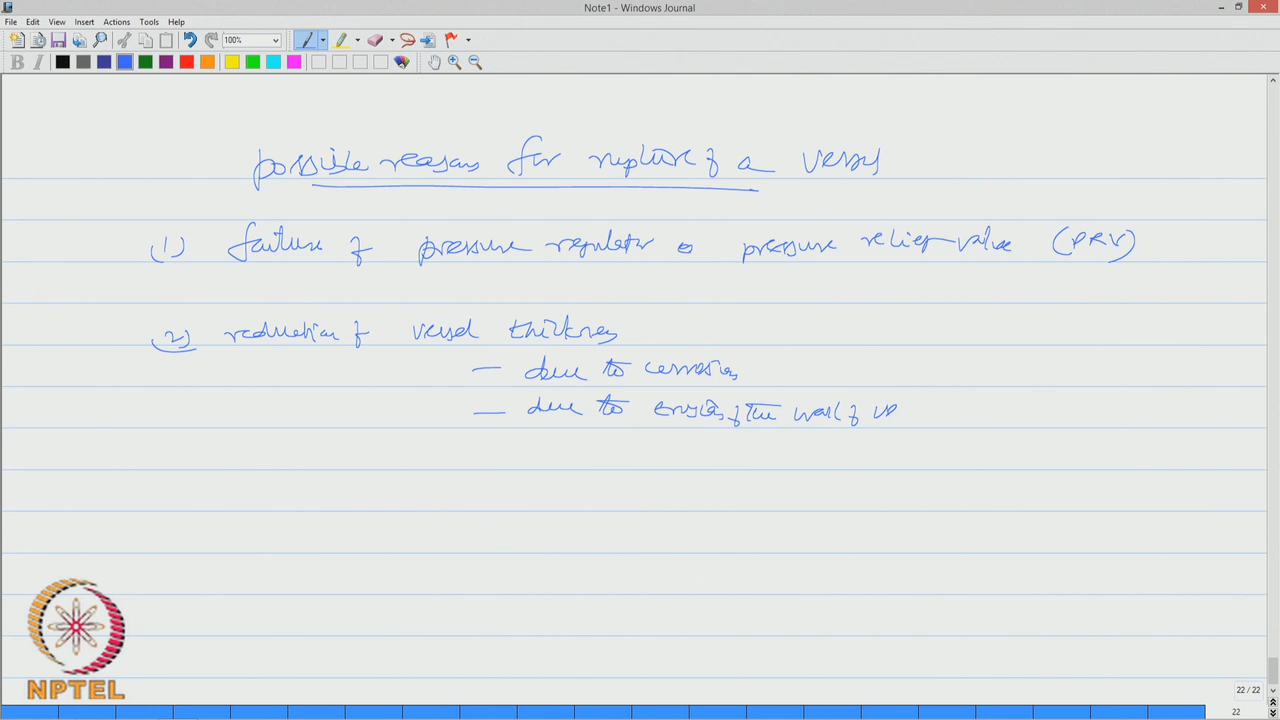 Note1 - Windows Journal
File Edit View Insert Actions Tools Help
100%
possible reasons for rupture of a vessel
(1) failure of pressure regulator o pressure relief valve (PRV)
(2) reduction of vessel thickness
— due to corrosion
— due to erosion of the wall of
NPTEL
22 / 22
22